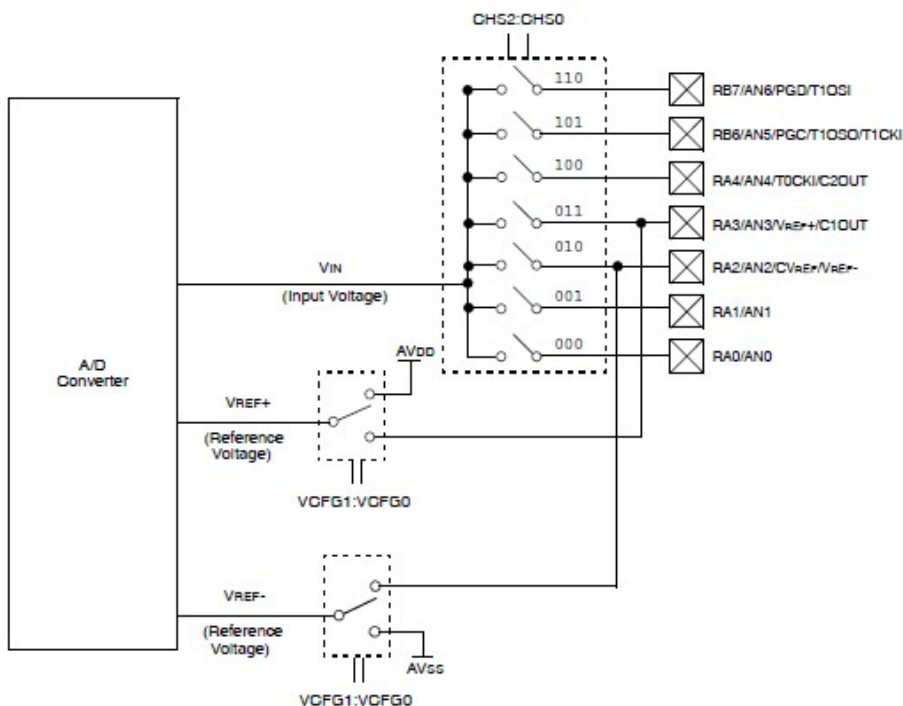 CHS2:CHS0
110
RB7/AN6/PGD/T1OSI
101
RB6/AN5/PGC/T1OSO/T1CKI
100
RA4/AN4/T0CKI/C2OUT
011
RA3/AN3/VREF+/C1OUT
010
RA2/AN2/CVREF/VREF-
001
RA1/AN1
000
RA0/AN0
VIN
(Input Voltage)
A/D
Converter
AVDD
VREF+
(Reference
Voltage)
VCFG1:VCFG0
VREF-
(Reference
Voltage)
AVSS
VCFG1:VCFG0